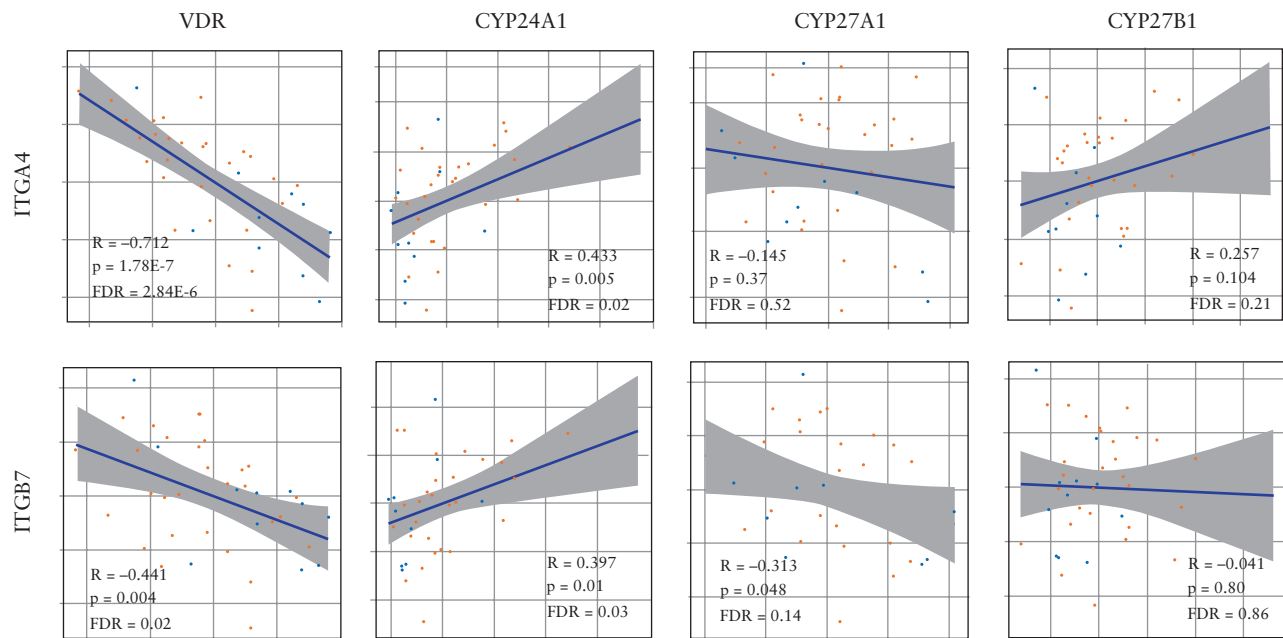 VDR
CYP24A1
CYP27A1
CYP27B1
ITGA4
R = –0.712
p = 1.78E-7
FDR = 2.84E-6
R = 0.433
p = 0.005
FDR = 0.02
R = –0.145
p = 0.37
FDR = 0.52
R = 0.257
p = 0.104
FDR = 0.21
ITGB7
R = –0.441
p = 0.004
FDR = 0.02
R = 0.397
p = 0.01
FDR = 0.03
R = –0.313
p = 0.048
FDR = 0.14
R = –0.041
p = 0.80
FDR = 0.86